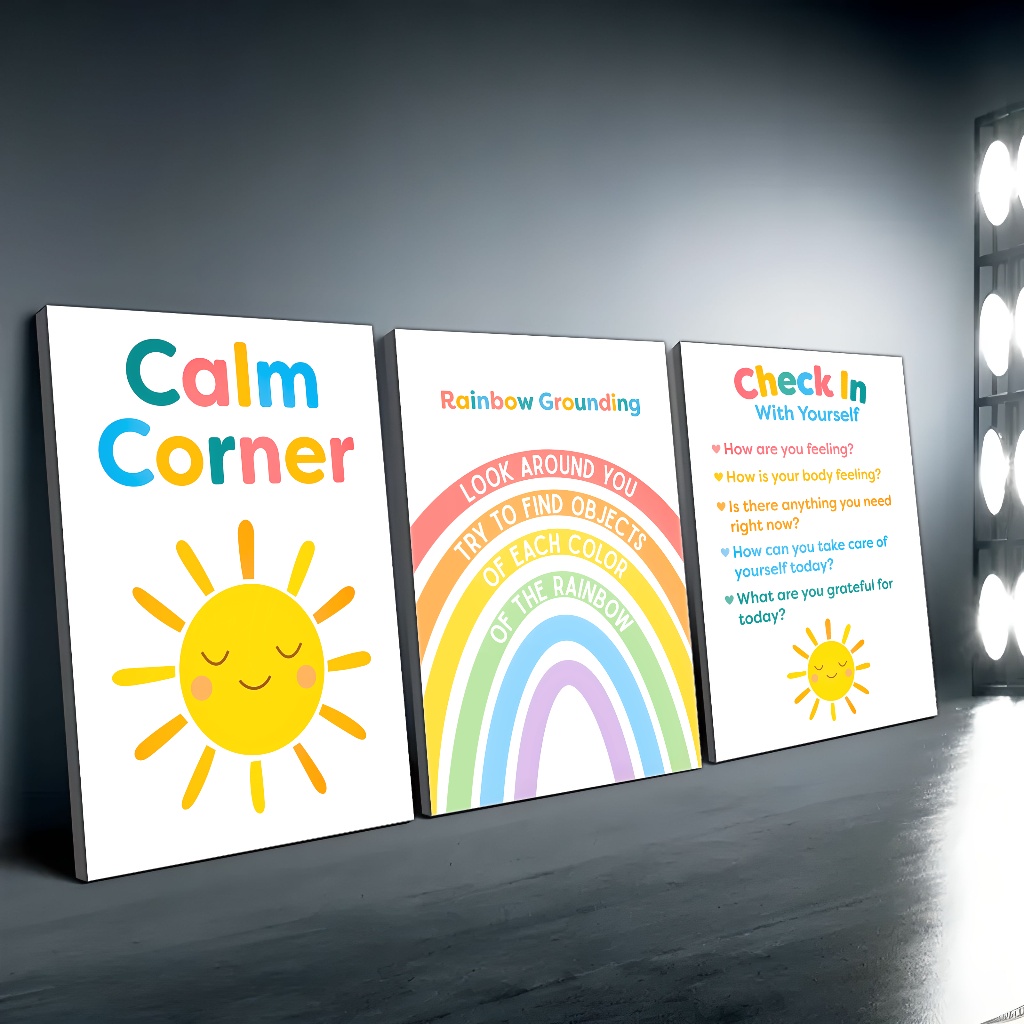 Calm
Corner
Rainbow Grounding
LOOK AROUND YOU
TRY TO FIND OBJECTS
OF EACH COLOR
OF THE RAINBOW
Check In
With Yourself
How are you feeling?
How is your body feeling?
Is there anything you need
right now?
How can you take care of
yourself today?
What are you grateful for
today?